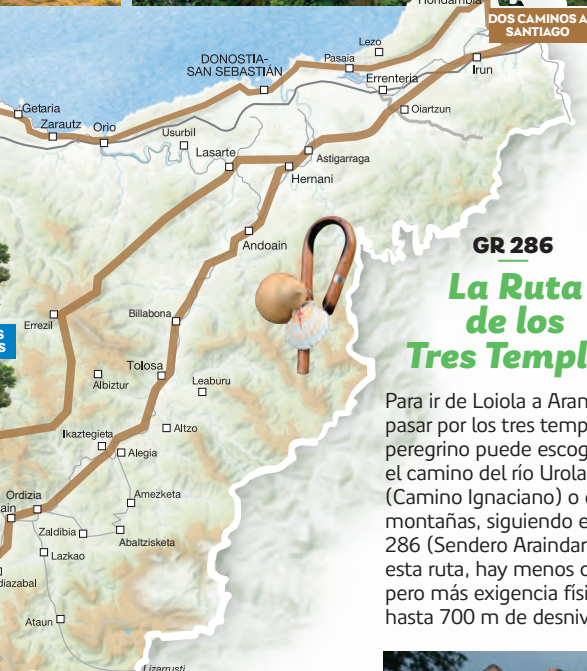 Hondarribia
DOS CAMINOS A
SANTIAGO
Lezo
DONOSTIA-
SAN SEBASTIÁN
Pasaia
Irun
Errenteria
Getaria
Oiartzun
Zarautz
Orio
Usurbil
Lasarte
Astigarraga
Hernani
Andoain
Billabona
Errezil
Tolosa
Albiztur
Leaburu
Ikaztegieta
Altzo
Alegia
Ordizia
Amezketa
Zaldibia
Abaltzisketa
Lazkao
Ataun
Lizarrusti
GR 286
La Ruta
de los
Tres Templ
Para ir de Loiola a Aran
pasar por los tres temp
peregrino puede escog
el camino del río Urola
(Camino Ignaciano) o
montañas, siguiendo e
286 (Sendero Araindar
esta ruta, hay menos
pero más exigencia físi
hasta 700 m de desniv